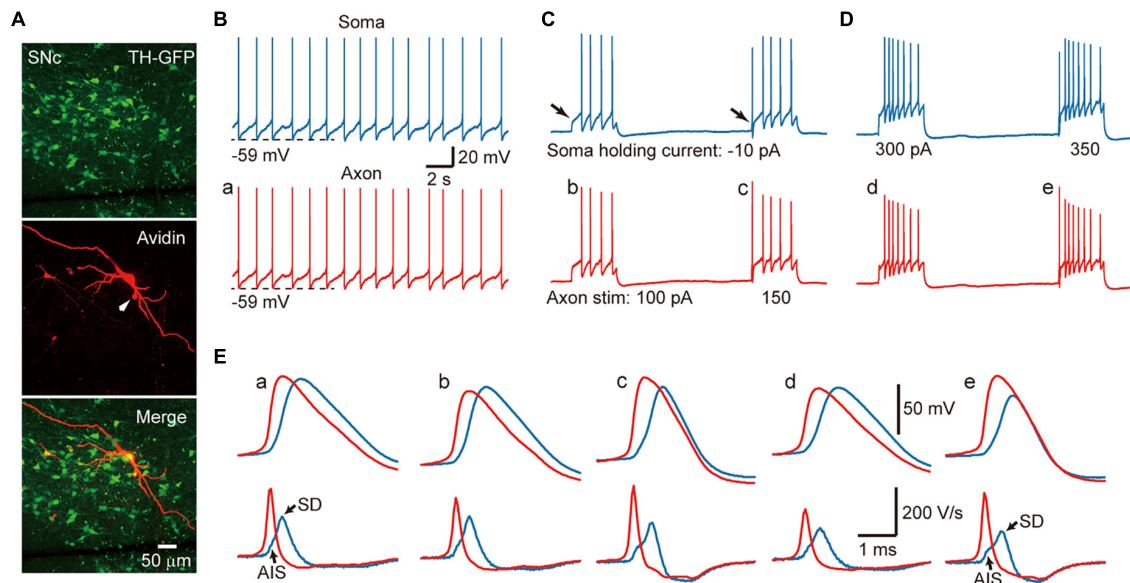 A
SNc TH-GFP
Avidin
Merge
50 μm
B
Soma
-59 mV
20 mV
2 s
Axon
a
-59 mV
C
Soma holding current: -10 pA
b c
Axon stim: 100 pA 150
D
300 pA 350
d e
E
a b c d e
50 mV
SD
AIS
200 V/s
1 ms
SD
AIS